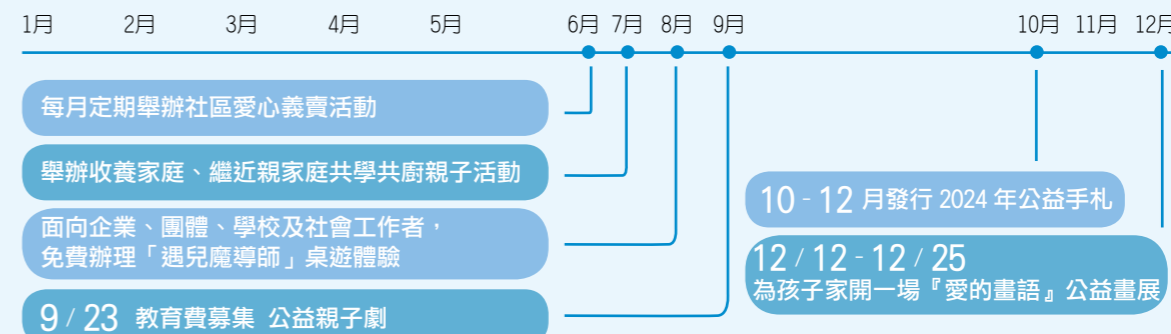 1月 2月 3月 4月 5月 6月 7月 8月 9月 10月 11月 12月
每月定期舉辦社區愛心義賣活動
舉辦收養家庭、繼近親家庭共學共廚親子活動
面向企業、團體、學校及社會工作者，
免費辦理「遇兒魔導師」桌遊體驗
9 / 23 教育費募集 公益親子劇
10 - 12 月發行 2024 年公益手札
12 / 12 - 12 / 25
為孩子家開一場『愛的畫語』公益畫展